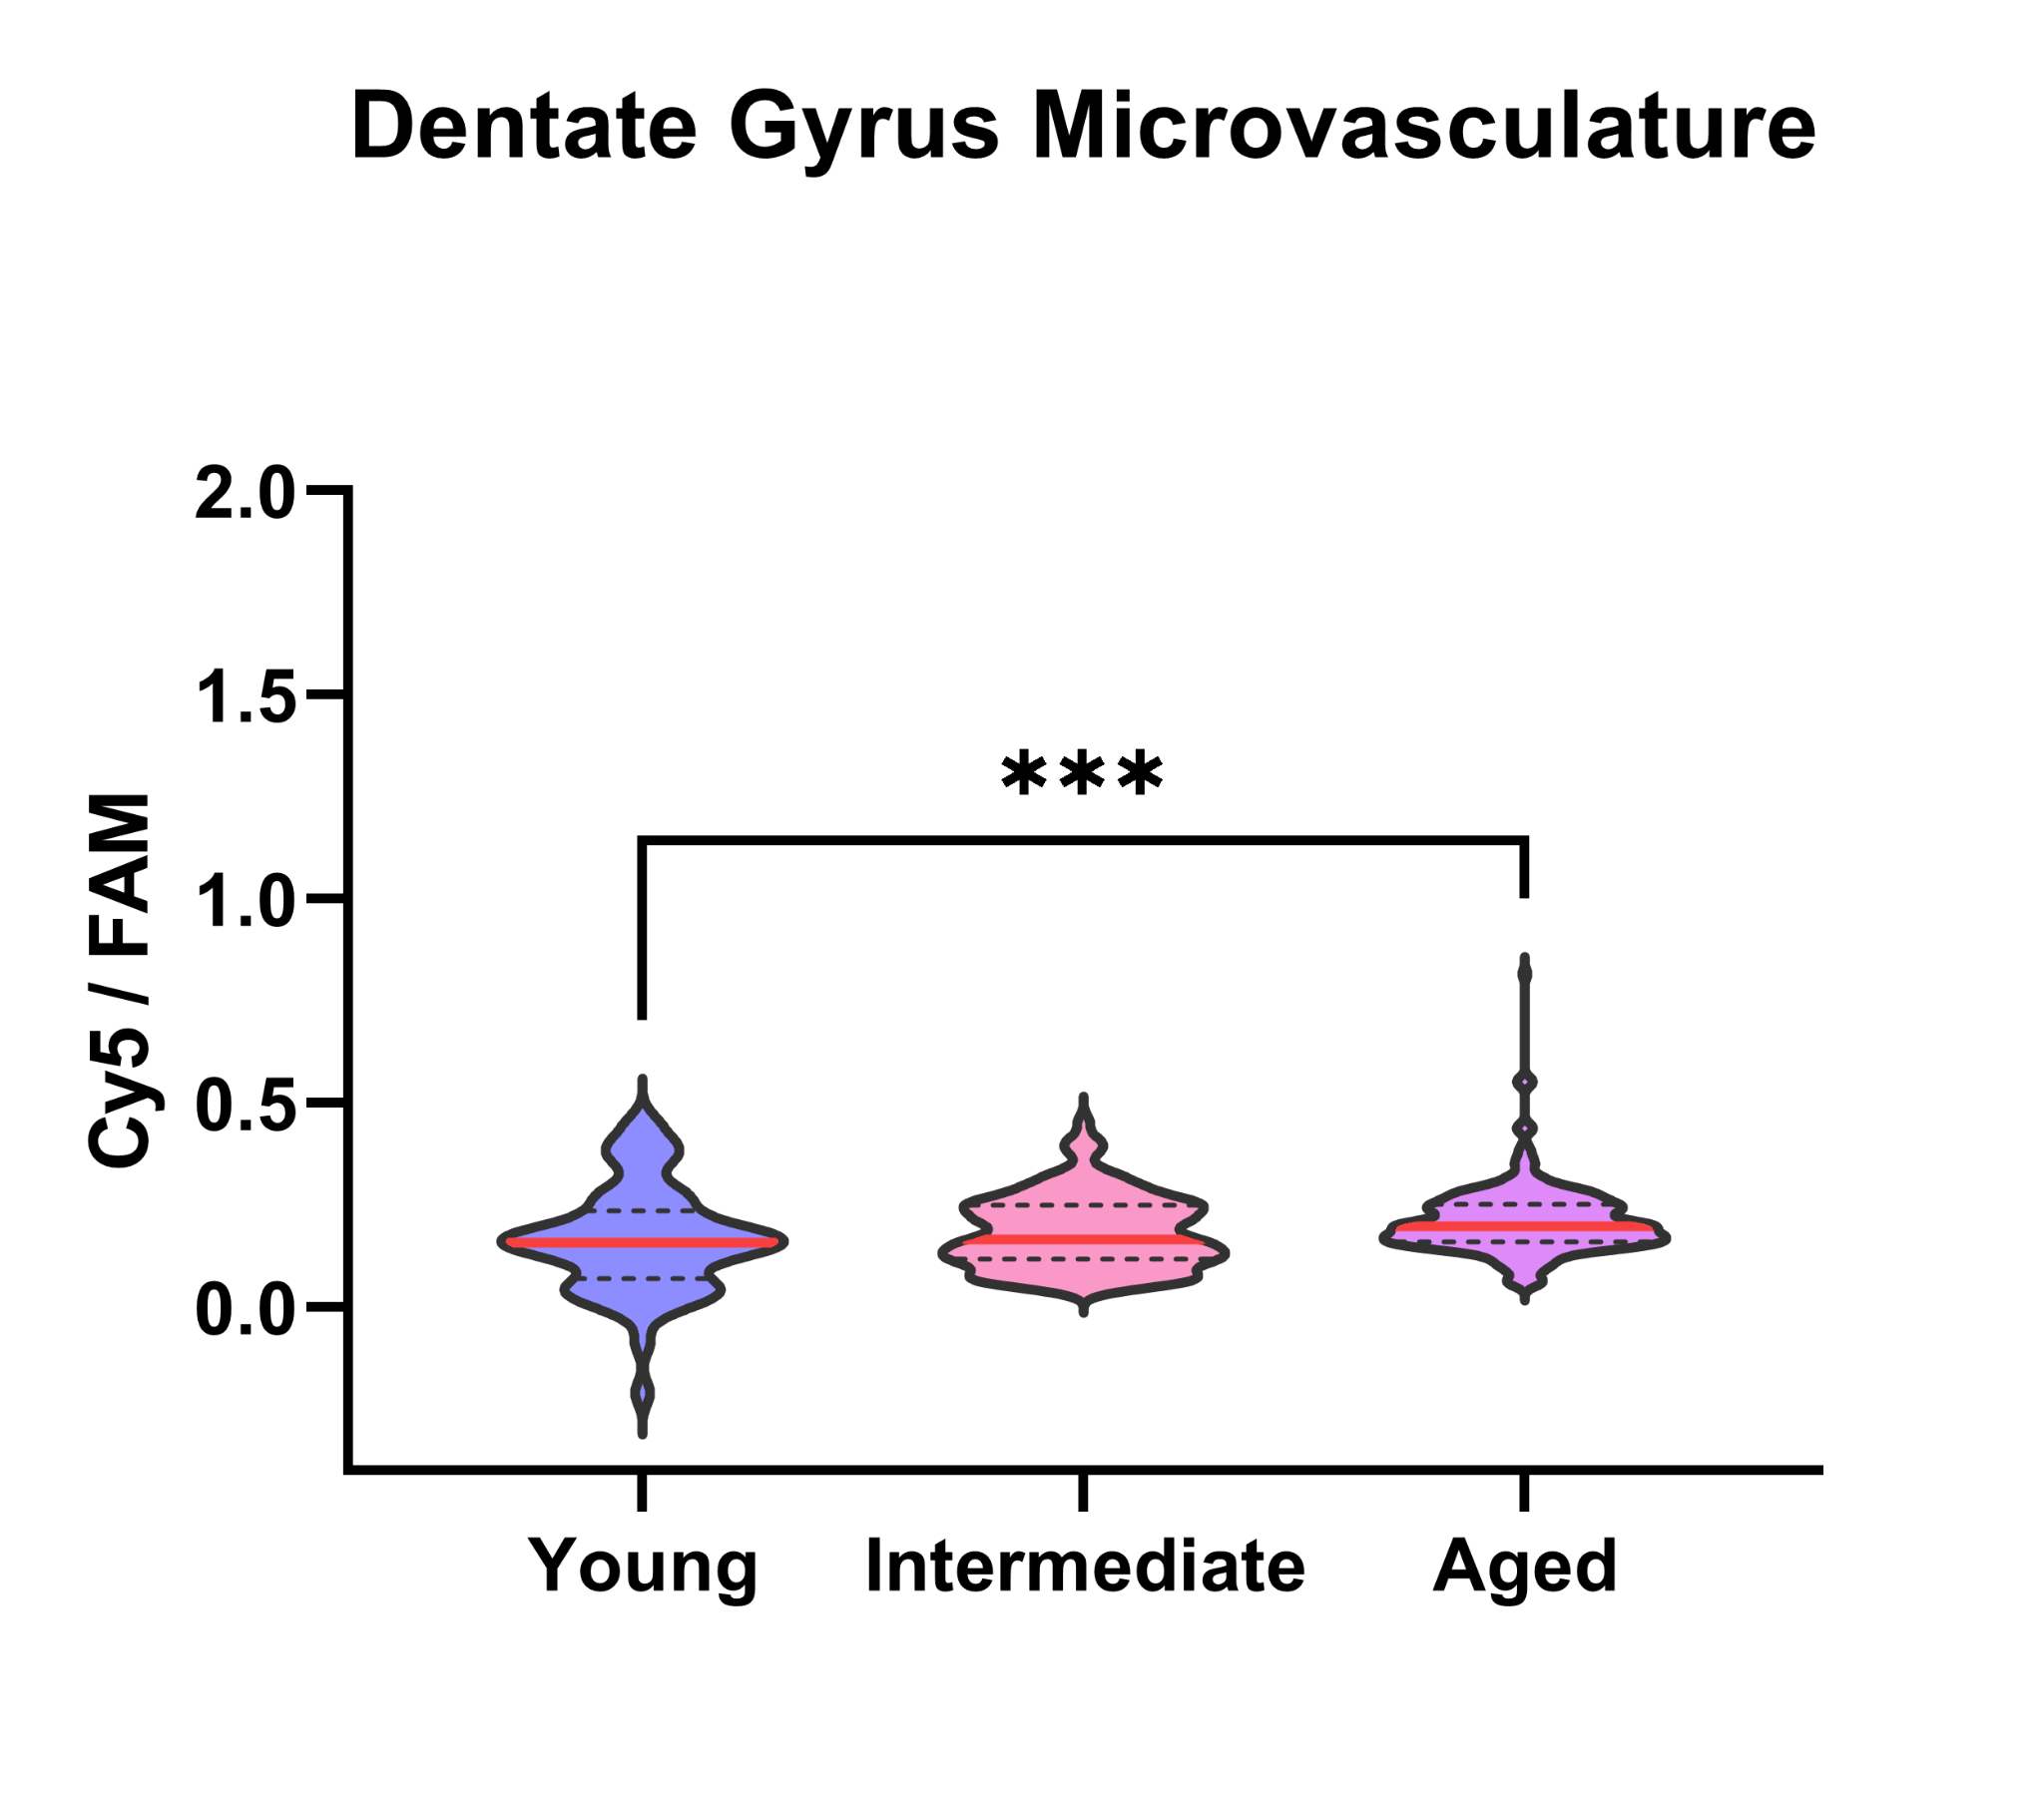 Dentate Gyrus Microvasculature
2.0
1.5
***
1.0
Cy5 / FAM
0.5
0.0
Young Intermediate Aged